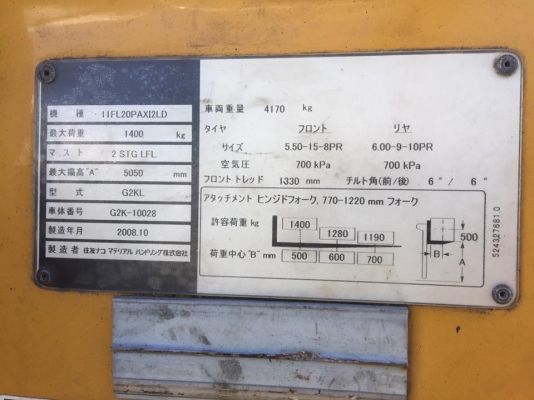 機 種 11FL20PAXI2LD
最大荷重 1400 kg
マ ス ト 2 STG LFL
最大揚高"A" 5050 mm
型 式 G2KL
車体番号 G2K-10028
製造年月 2008.10
製造者 住友ナコ マテリアル ハンドリング株式会社
車両重量 4170 kg
タイヤ フロント リヤ
サイズ 5.50-15-8PR 6.00-9-10PR
空気圧 700 kPa 700 kPa
フロント トレッド 1330 mm チルト角(前/後) 6° / 6°
アタッチメント ヒンジドフォーク, 770-1220 mm フォーク
許容荷重 kg 1400 1280 1190
荷重中心 "B" mm 500 600 700
500
B
A
524327681 0